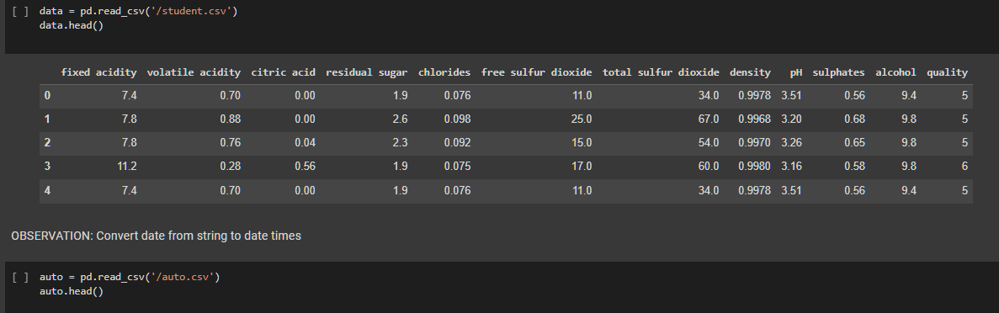 [ ] data = pd.read_csv('/student.csv')
data.head()
fixed acidity volatile acidity citric acid residual sugar chlorides free sulfur dioxide total sulfur dioxide density pH sulphates alcohol quality
0 7.4 0.70 0.00 1.9 0.076 11.0 34.0 0.9978 3.51 0.56 9.4 5
1 7.8 0.88 0.00 2.6 0.098 25.0 67.0 0.9968 3.20 0.68 9.8 5
2 7.8 0.76 0.04 2.3 0.092 15.0 54.0 0.9970 3.26 0.65 9.8 5
3 11.2 0.28 0.56 1.9 0.075 17.0 60.0 0.9980 3.16 0.58 9.8 6
4 7.4 0.70 0.00 1.9 0.076 11.0 34.0 0.9978 3.51 0.56 9.4 5
OBSERVATION: Convert date from string to date times
[ ] auto = pd.read_csv('/auto.csv')
auto.head()